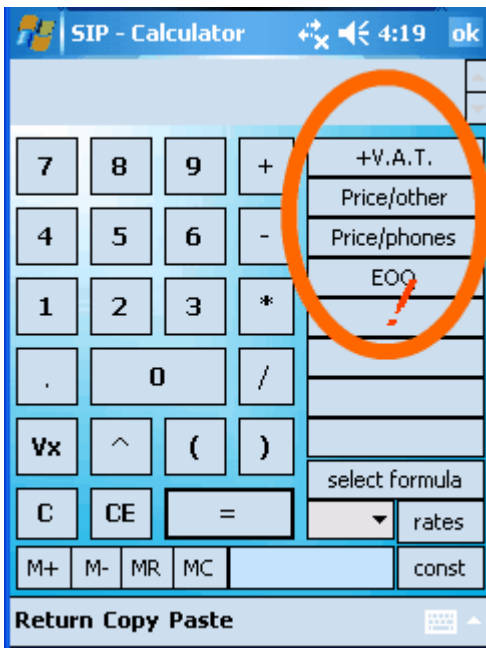 SIP - Calculator 4:19 ok
7 8 9 + +V.A.T.
Price/other
4 5 6 - Price/phones
EOQ
1 2 3 * !
. 0 /
Vx ^ ( )
select formula
C CE = rates
M+ M- MR MC const
Return Copy Paste